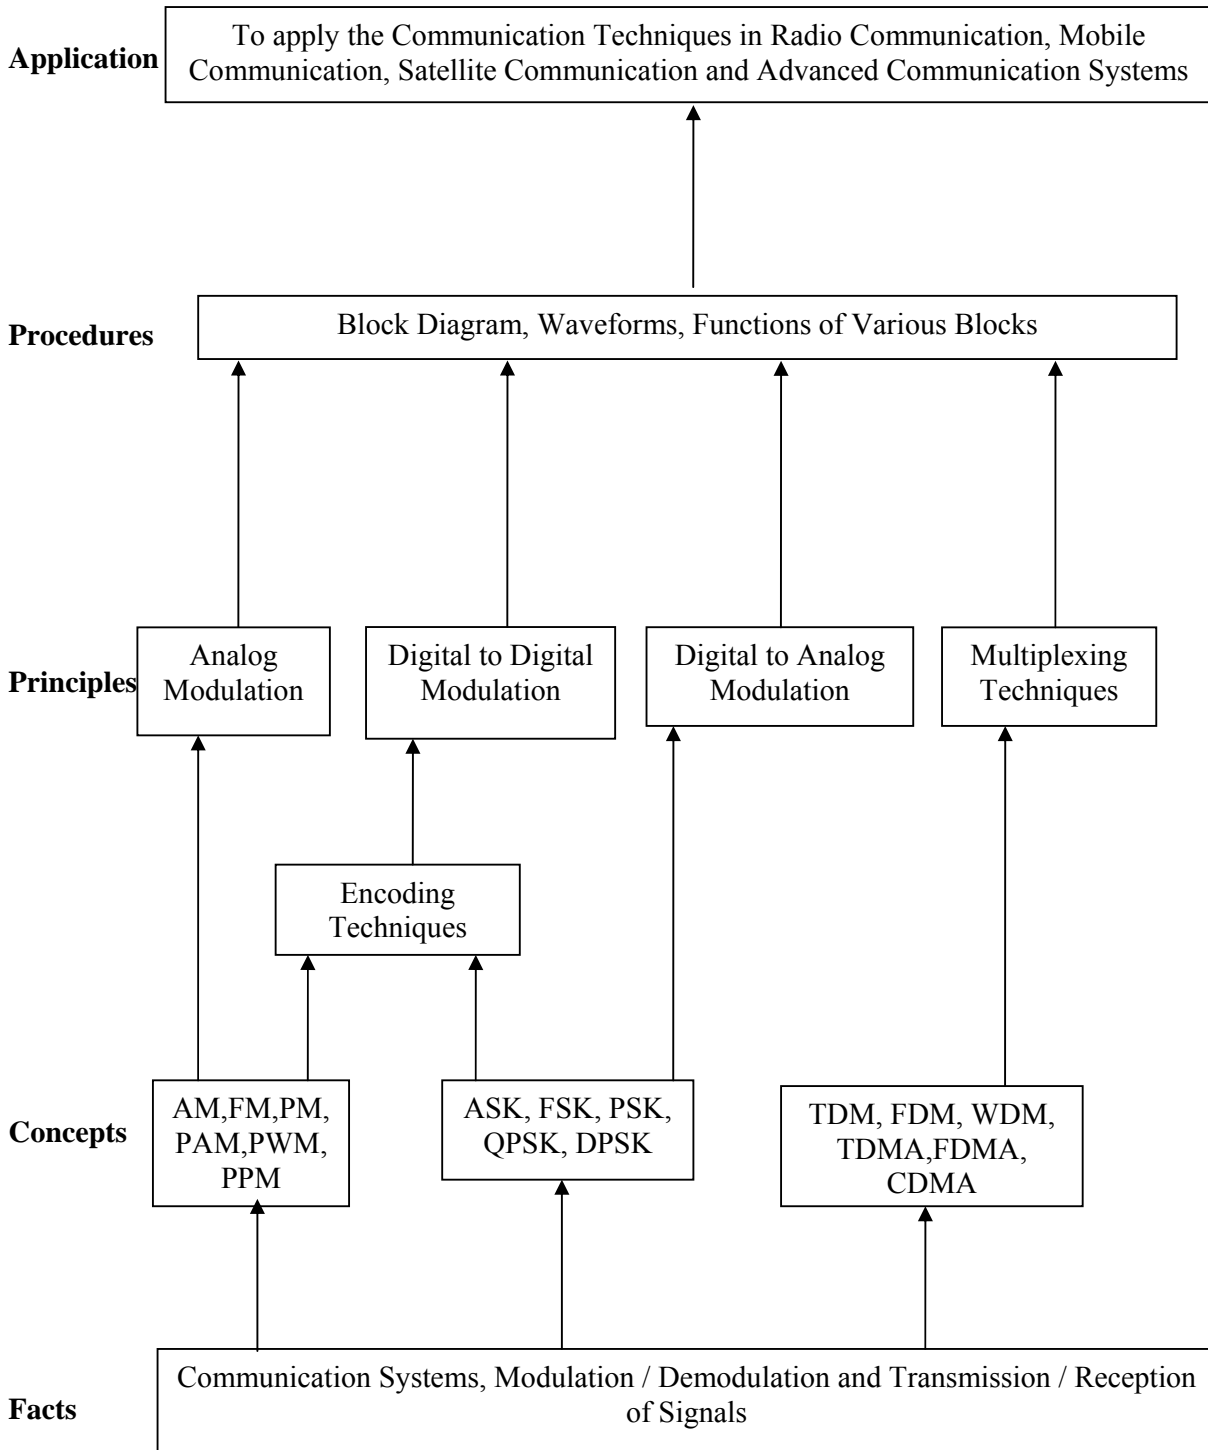 Application
To apply the Communication Techniques in Radio Communication, Mobile
Communication, Satellite Communication and Advanced Communication Systems
Procedures
Block Diagram, Waveforms, Functions of Various Blocks
Principles
Analog
Modulation
Digital to Digital
Modulation
Digital to Analog
Modulation
Multiplexing
Techniques
Encoding
Techniques
Concepts
AM,FM,PM,
PAM,PWM,
PPM
ASK, FSK, PSK,
QPSK, DPSK
TDM, FDM, WDM,
TDMA,FDMA,
CDMA
Facts
Communication Systems, Modulation / Demodulation and Transmission / Reception
of Signals